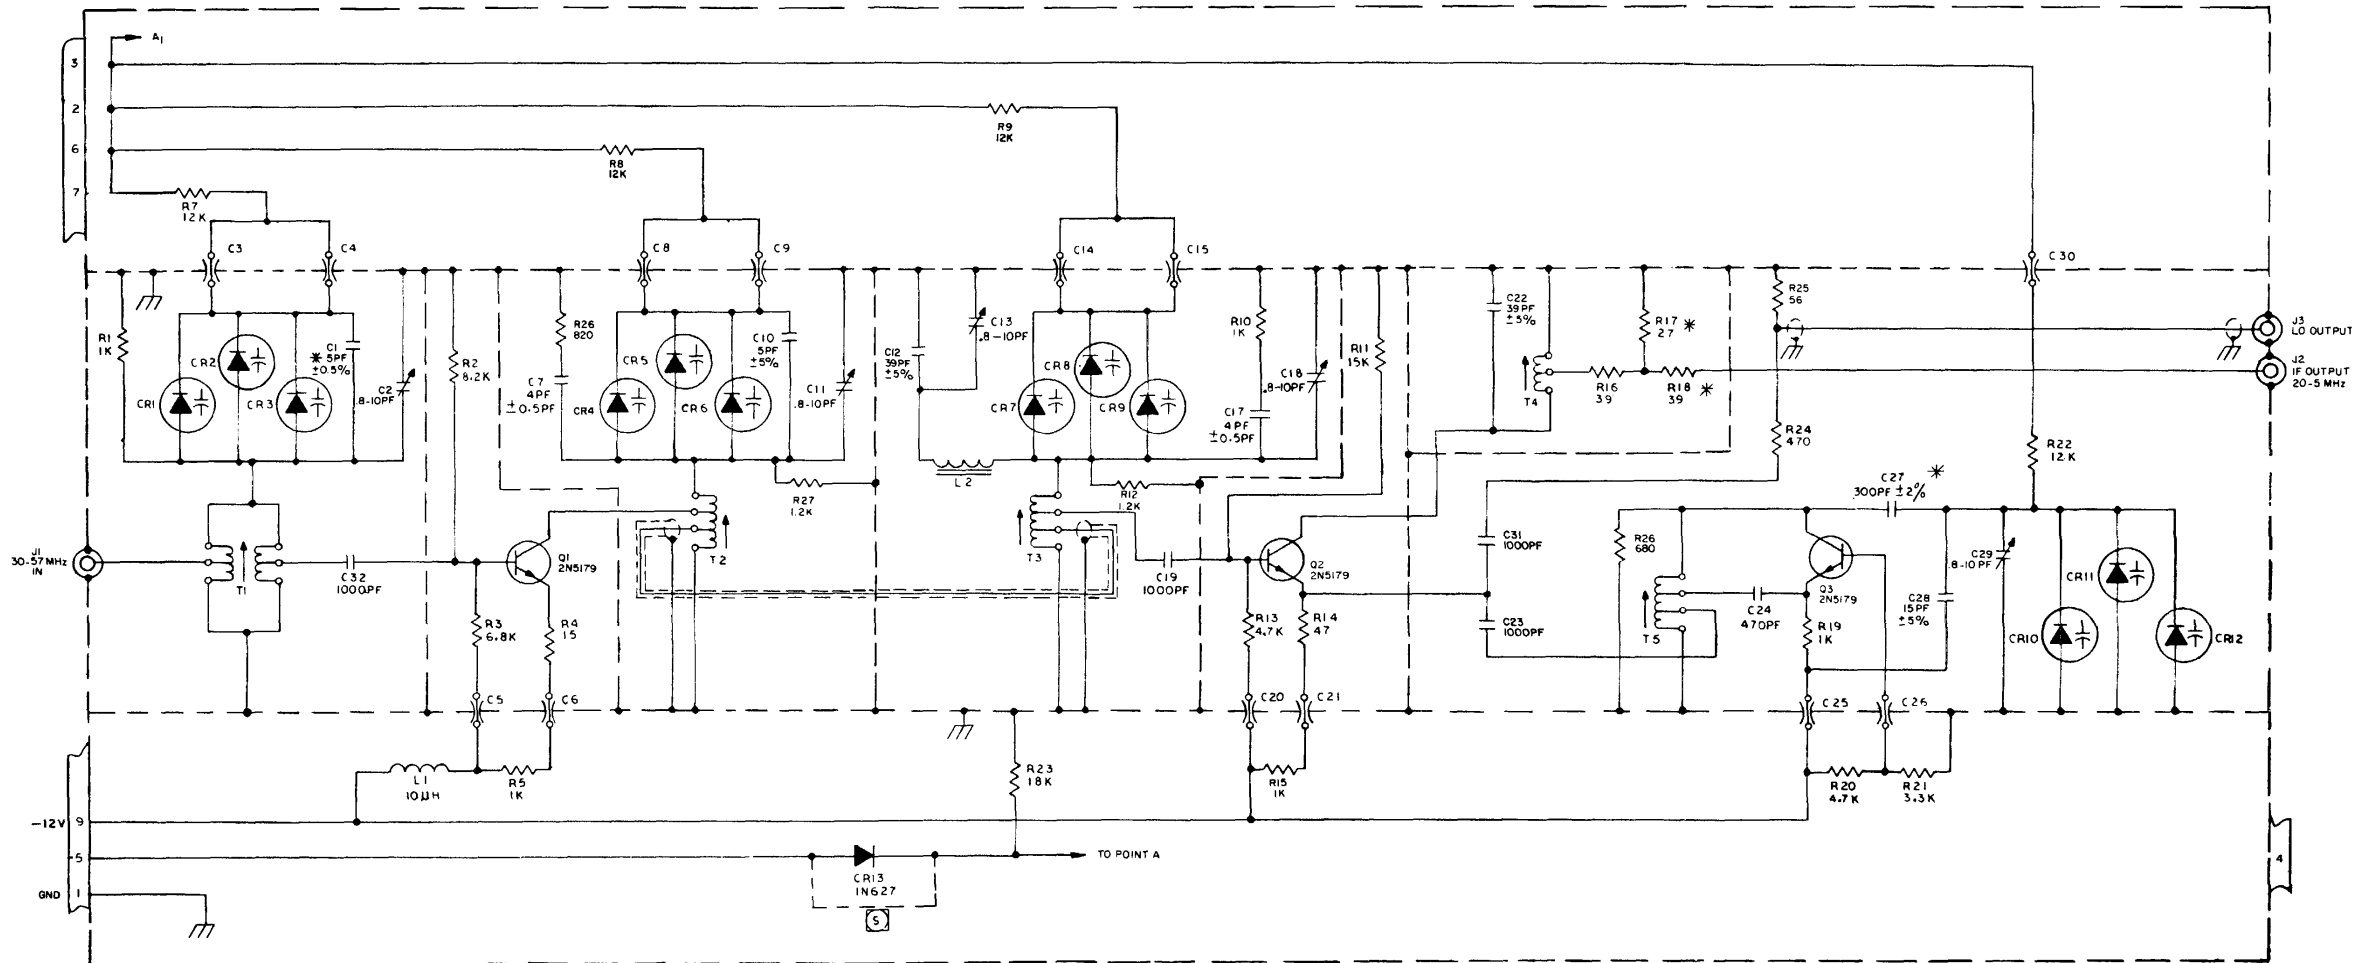 A1
3
2
6
7
R9
12K
R8
12K
R7
12K
C3
C4
C8
C9
C14
C15
C30
R1
1K
CR1
CR2
CR3
C1
* 5PF
±0.5%
C2
.8-10PF
R2
8.2K
R26
820
C7
4PF
±0.5PF
CR4
CR5
CR6
C10
5PF
±5%
C11
.8-10PF
C12
39PF
±5%
C13
.8-10PF
CR7
CR8
CR9
R10
1K
C17
4PF
±0.5PF
C18
.8-10PF
R11
15K
C22
39PF
±5%
T4
R16
39
R17
27 *
R18
39 *
R25
56
R24
470
J3
LO OUTPUT
J2
IF OUTPUT
20-5 MHz
R22
12K
L2
R27
1.2K
R12
1.2K
C27
300PF ±2% *
J1
30-57MHz
IN
T1
C32
1000PF
Q1
2N5179
T2
T3
C19
1000PF
Q2
2N5179
C31
1000PF
C23
1000PF
R26
680
T5
C24
470PF
Q3
2N5179
R19
1K
C28
15PF
±5%
C29
.8-10PF
CR10
CR11
CR12
R3
6.8K
R4
15
R13
4.7K
R14
47
C5
C6
C20
C21
C25
C26
L1
10UH
R5
1K
R23
18K
R15
1K
R20
4.7K
R21
3.3K
-12V 9
5
GND 1
CR13
1N627
TO POINT A
S
4